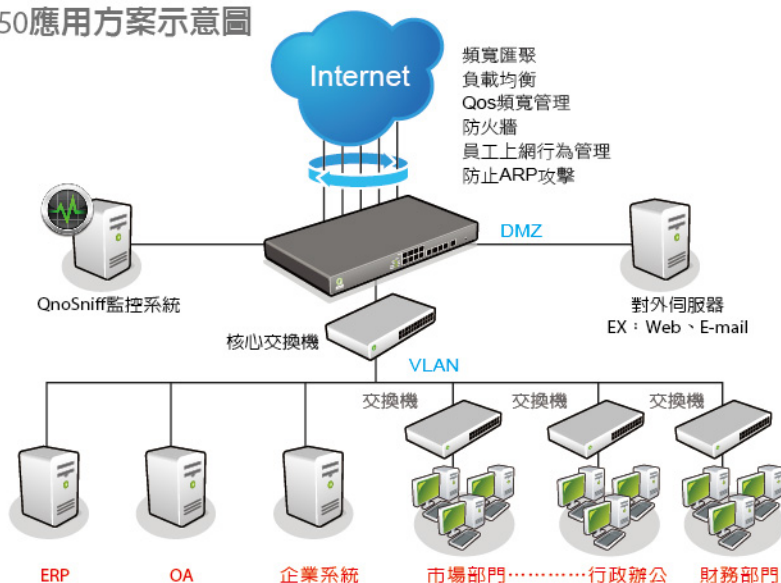 50應用方案示意圖
Internet
頻寬匯聚
負載均衡
Qos頻寬管理
防火牆
員工上網行為管理
防止ARP攻擊
DMZ
QnoSniff監控系統
對外伺服器
EX：Web、E-mail
核心交換機
VLAN
交換機
交換機
交換機
ERP
OA
企業系統
市場部門…………行政辦公
財務部門